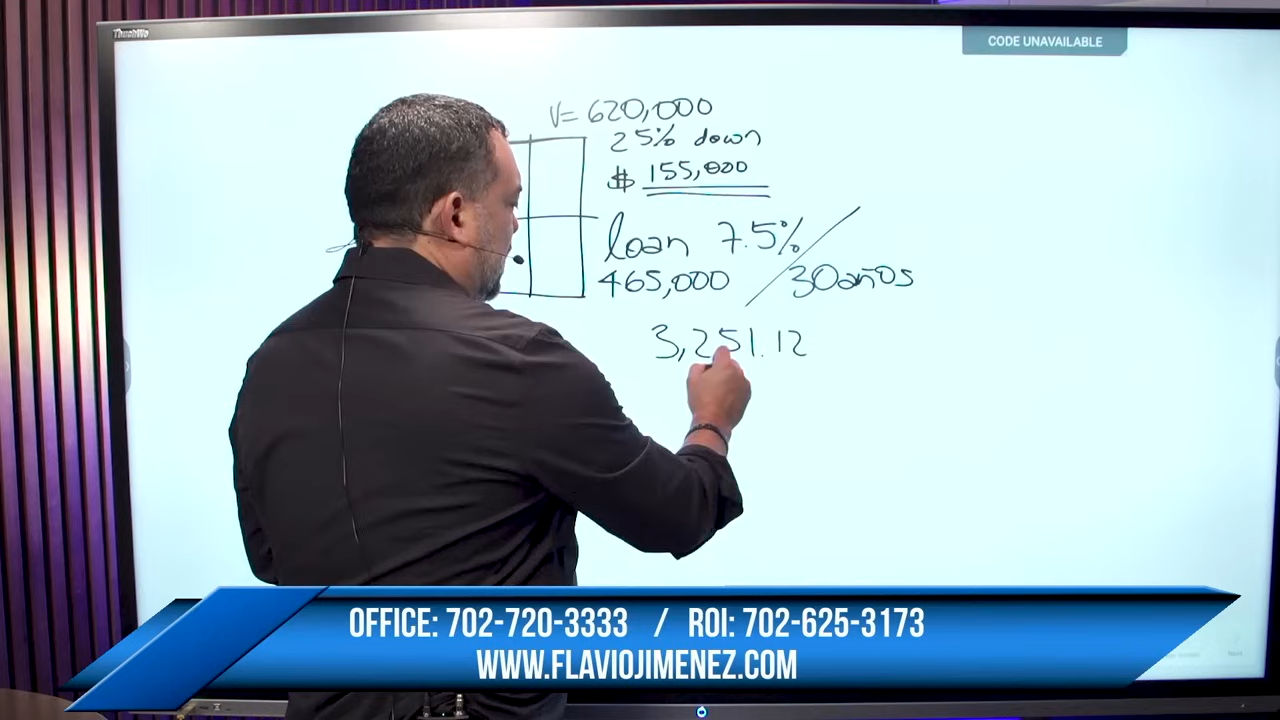 ThinhWo
CODE UNAVAILABLE
V= 620,000
25% down
$ 155,000
loan 7.5%
465,000 / 30años
3,251.12
OFFICE: 702-720-3333 / ROI: 702-625-3173
WWW.FLAVIOJIMENEZ.COM